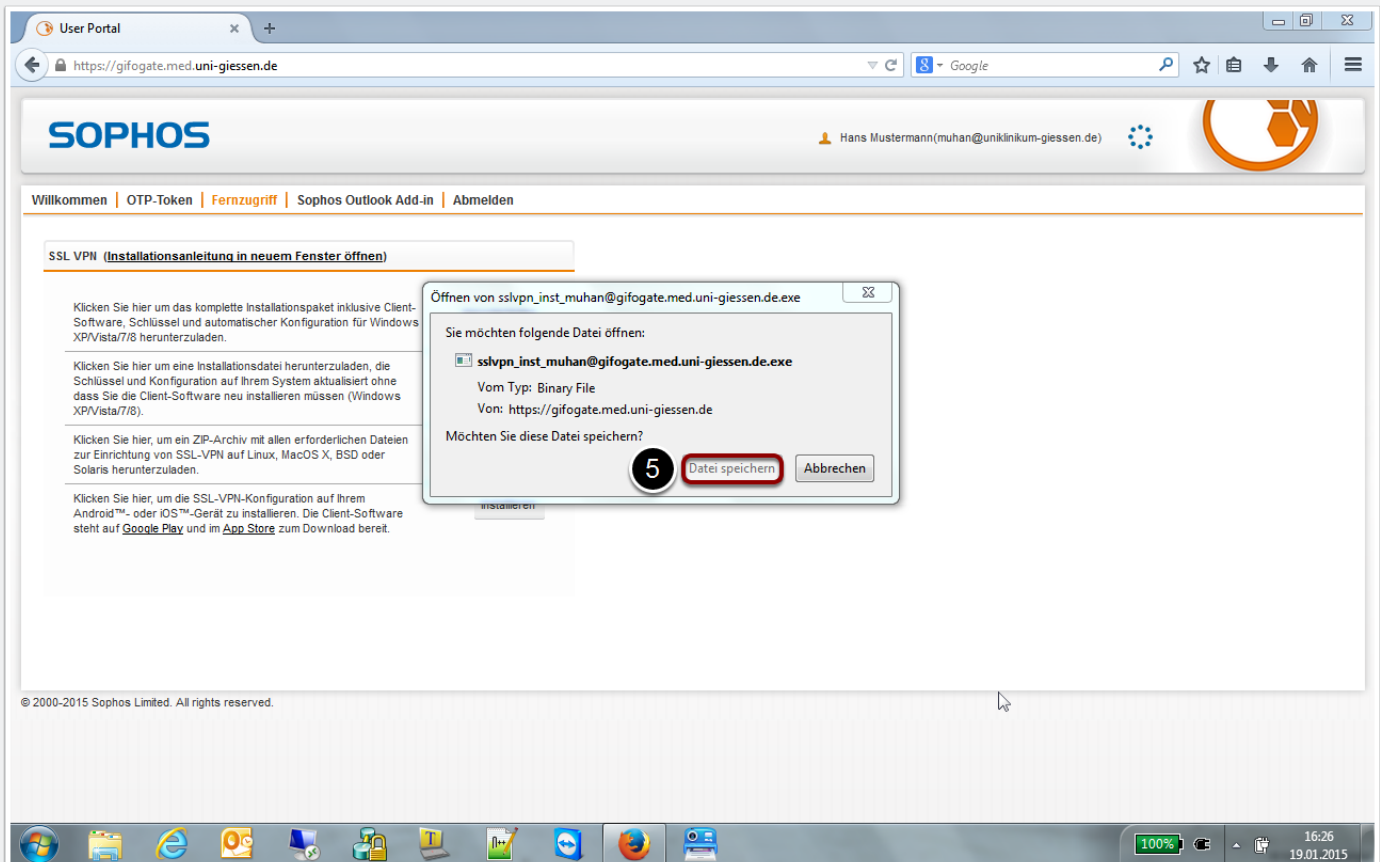 User Portal
https://gifogate.med.uni-giessen.de
Google
SOPHOS
Hans Mustermann(muhan@uniklinikum-giessen.de)
Willkommen | OTP-Token | Fernzugriff | Sophos Outlook Add-in | Abmelden
SSL VPN (Installationsanleitung in neuem Fenster öffnen)
Klicken Sie hier um das komplette Installationspaket inklusive Client-
Software, Schlüssel und automatischer Konfiguration für Windows
XP/Vista/7/8 herunterzuladen.
Klicken Sie hier um eine Installationsdatei herunterzuladen, die
Schlüssel und Konfiguration auf Ihrem System aktualisiert ohne
dass Sie die Client-Software neu installieren müssen (Windows
XP/Vista/7/8).
Klicken Sie hier, um ein ZIP-Archiv mit allen erforderlichen Dateien
zur Einrichtung von SSL-VPN auf Linux, MacOS X, BSD oder
Solaris herunterzuladen.
Klicken Sie hier, um die SSL-VPN-Konfiguration auf Ihrem
Android™- oder iOS™-Gerät zu installieren. Die Client-Software
steht auf Google Play und im App Store zum Download bereit.
Installieren
Öffnen von sslvpn_inst_muhan@gifogate.med.uni-giessen.de.exe
Sie möchten folgende Datei öffnen:
sslvpn_inst_muhan@gifogate.med.uni-giessen.de.exe
Vom Typ: Binary File
Von: https://gifogate.med.uni-giessen.de
Möchten Sie diese Datei speichern?
5 Datei speichern Abbrechen
© 2000-2015 Sophos Limited. All rights reserved.
100%
16:26
19.01.2015